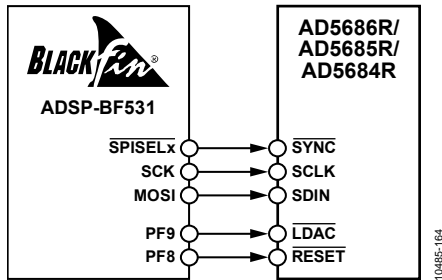 BLACKfin®
ADSP-BF531
SPISELx
SCK
MOSI
PF9
PF8
AD5686R/
AD5685R/
AD5684R
SYNC
SCLK
SDIN
LDAC
RESET
10485-164